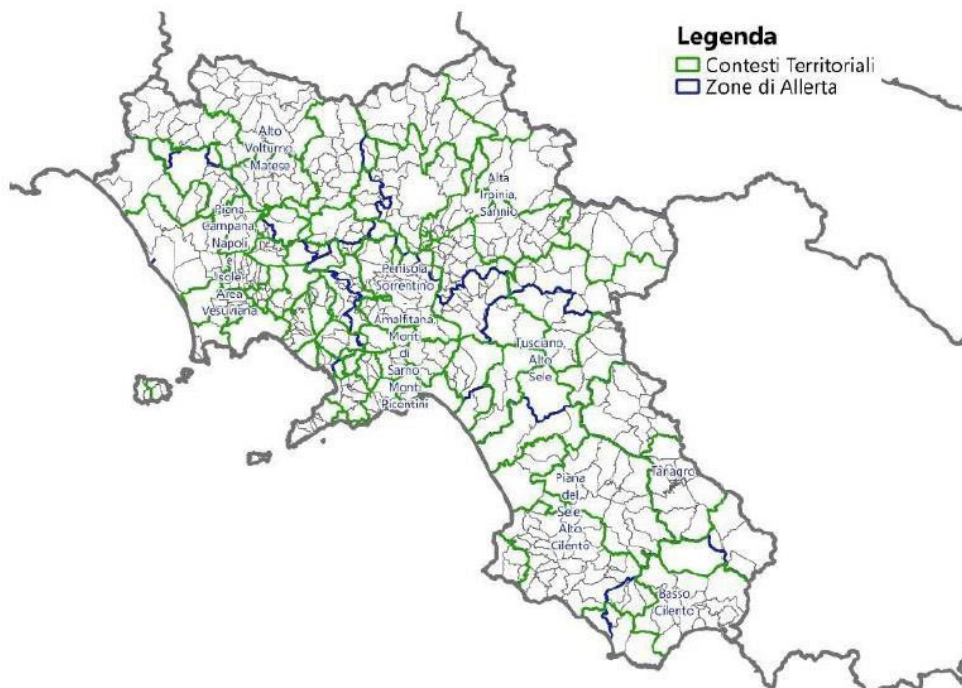 Legenda
Contesti Territoriali
Zone di Allerta
Alto
Volturno
Matese
Alta
Irpinia,
Sannio
Piana
Campana,
Napoli
e
Isole
Area
Vesuviana
Penisola
Sorrentino
Amalfitana,
Monti
di
Sarno
Monti
Picentini
Tusciano,
Alto
Sele
Tanagro
Piana
del
Sele,
Alto
Cilento
Basso
Cilento